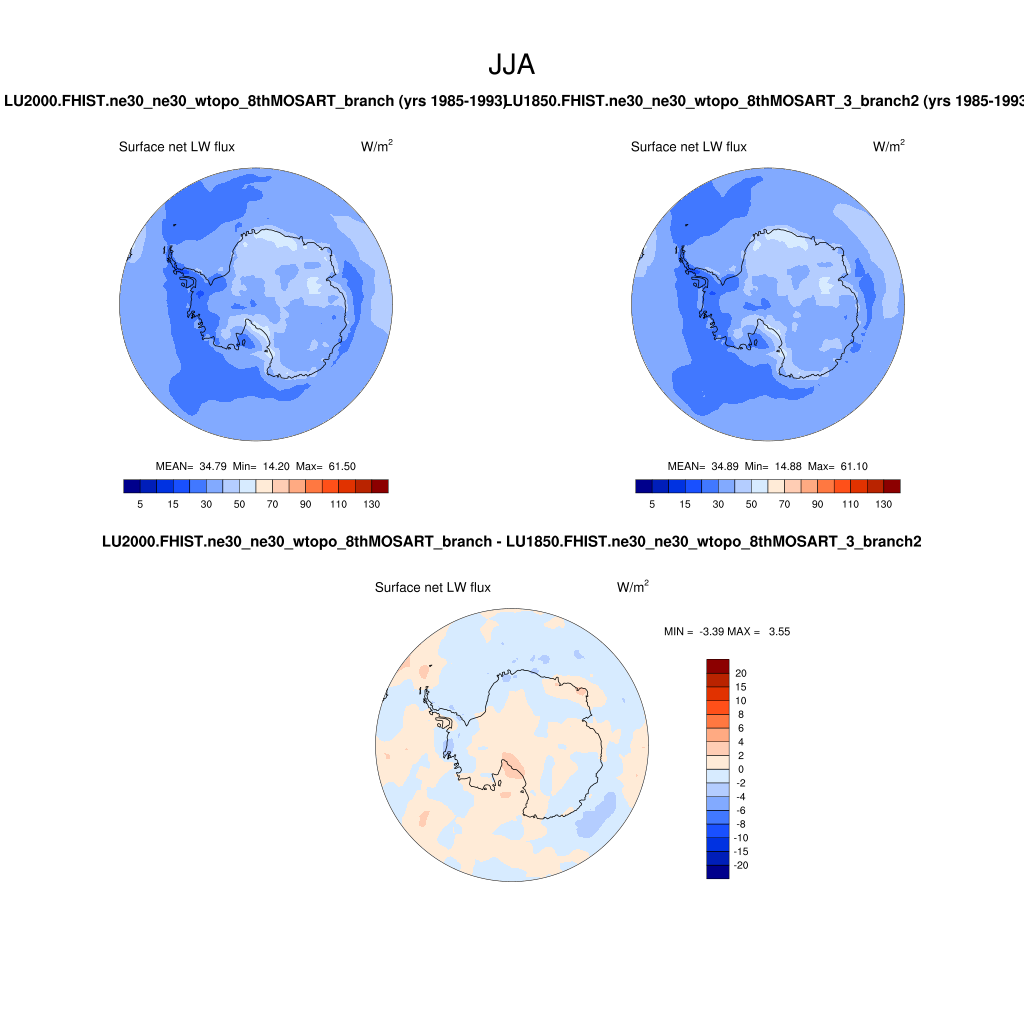 JJA
LU2000.FHIST.ne30_ne30_wtopo_8thMOSART_branch (yrs 1985-1993)
LU1850.FHIST.ne30_ne30_wtopo_8thMOSART_3_branch2 (yrs 1985-1993
Surface net LW flux W/m²
Surface net LW flux W/m²
MEAN= 34.79 Min= 14.20 Max= 61.50
MEAN= 34.89 Min= 14.88 Max= 61.10
5 15 30 50 70 90 110 130
5 15 30 50 70 90 110 130
LU2000.FHIST.ne30_ne30_wtopo_8thMOSART_branch - LU1850.FHIST.ne30_ne30_wtopo_8thMOSART_3_branch2
Surface net LW flux W/m²
MIN = -3.39 MAX = 3.55
20
15
10
8
6
4
2
0
-2
-4
-6
-8
-10
-15
-20